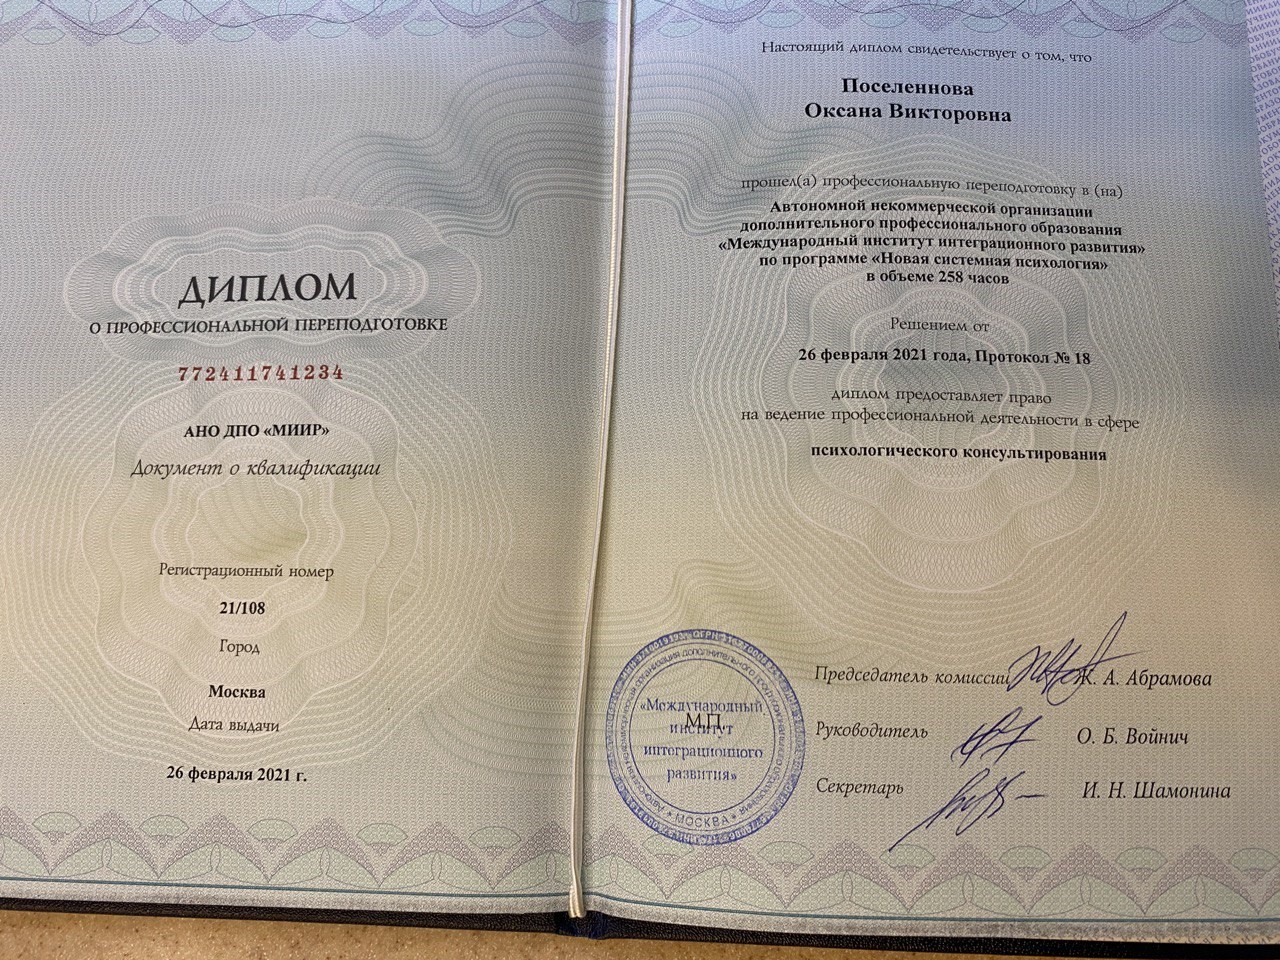 ДИПЛОМ
О ПРОФЕССИОНАЛЬНОЙ ПЕРЕПОДГОТОВКЕ
772411741234
АНО ДПО «МИИР»
Документ о квалификации
Регистрационный номер
21/108
Город
Москва
Дата выдачи
26 февраля 2021 г.
Настоящий диплом свидетельствует о том, что
Поселеннова
Оксана Викторовна
прошел(а) профессиональную переподготовку в (на)
Автономной некоммерческой организации
дополнительного профессионального образования
«Международный институт интеграционного развития»
по программе «Новая системная психология»
в объеме 258 часов
Решением от
26 февраля 2021 года, Протокол № 18
диплом предоставляет право
на ведение профессиональной деятельности в сфере
психологического консультирования
Председатель комиссии Ж. А. Абрамова
Руководитель О. Б. Войнич
Секретарь И. Н. Шамонина
М.П.
«Международный
институт
интеграционного
развития»
МОСКВА